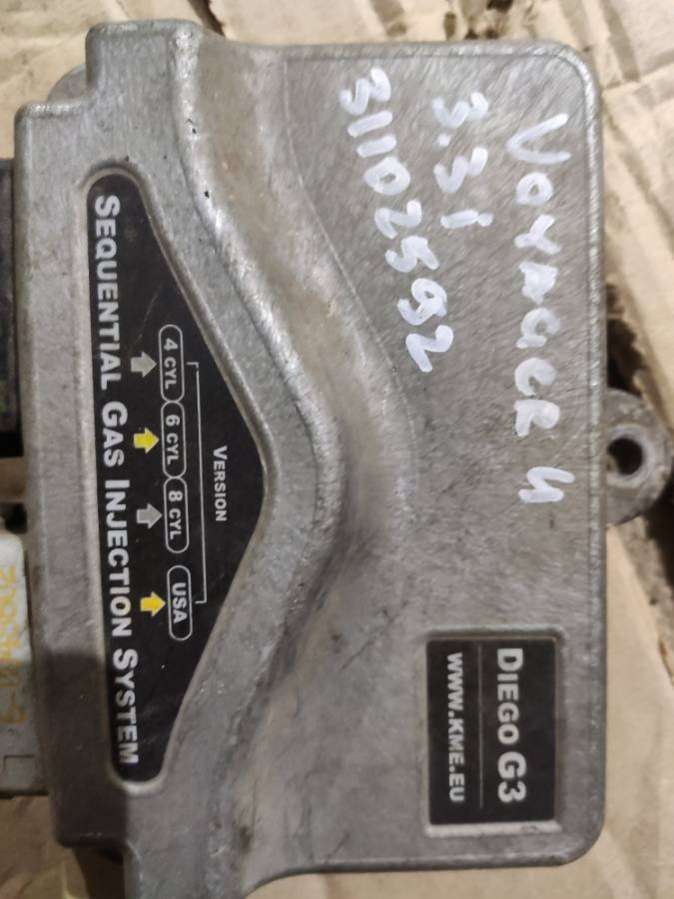 VOYAGER 4
3.3i
31102592
VERSION
4 CYL 6 CYL 8 CYL USA
SEQUENTIAL GAS INJECTION SYSTEM
DIEGO G3
WWW.KME.EU